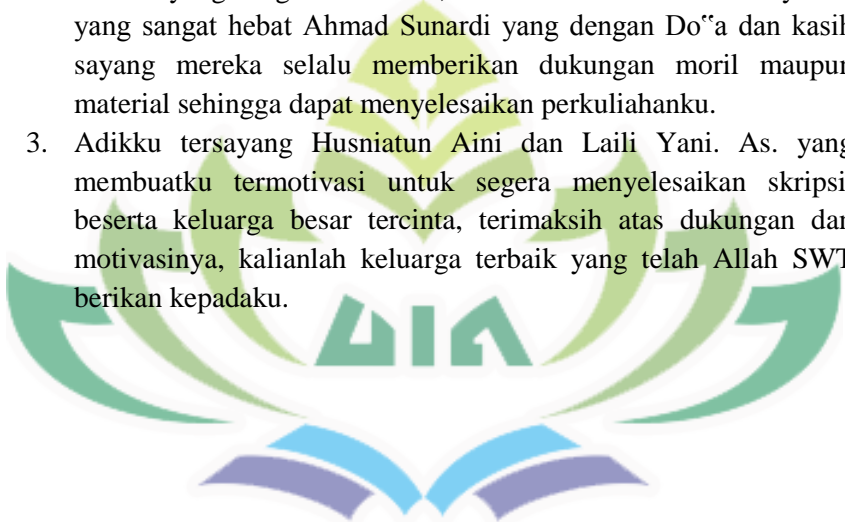 yang sangat hebat Ahmad Sunardi yang dengan Do‟a dan kasih
sayang mereka selalu memberikan dukungan moril maupun
material sehingga dapat menyelesaikan perkuliahanku.
3. Adikku tersayang Husniatun Aini dan Laili Yani. As. yang
membuatku termotivasi untuk segera menyelesaikan skripsi
beserta keluarga besar tercinta, terimaksih atas dukungan dan
motivasinya, kalianlah keluarga terbaik yang telah Allah SWT
berikan kepadaku.
UIN